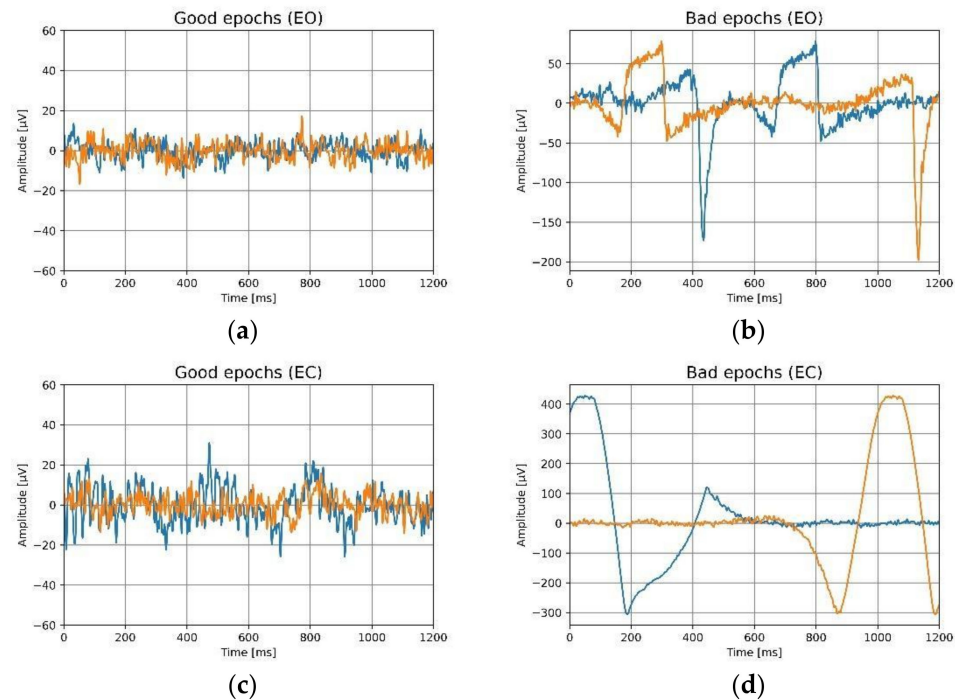 Good epochs (EO)
60
40
20
0
−20
−40
−60
Amplitude [µV]
0 200 400 600 800 1000 1200
Time [ms]
(a)
Bad epochs (EO)
50
0
−50
−100
−150
−200
Amplitude [µV]
0 200 400 600 800 1000 1200
Time [ms]
(b)
Good epochs (EC)
60
40
20
0
−20
−40
−60
Amplitude [µV]
0 200 400 600 800 1000 1200
Time [ms]
(c)
Bad epochs (EC)
400
300
200
100
0
−100
−200
−300
Amplitude [µV]
0 200 400 600 800 1000 1200
Time [ms]
(d)